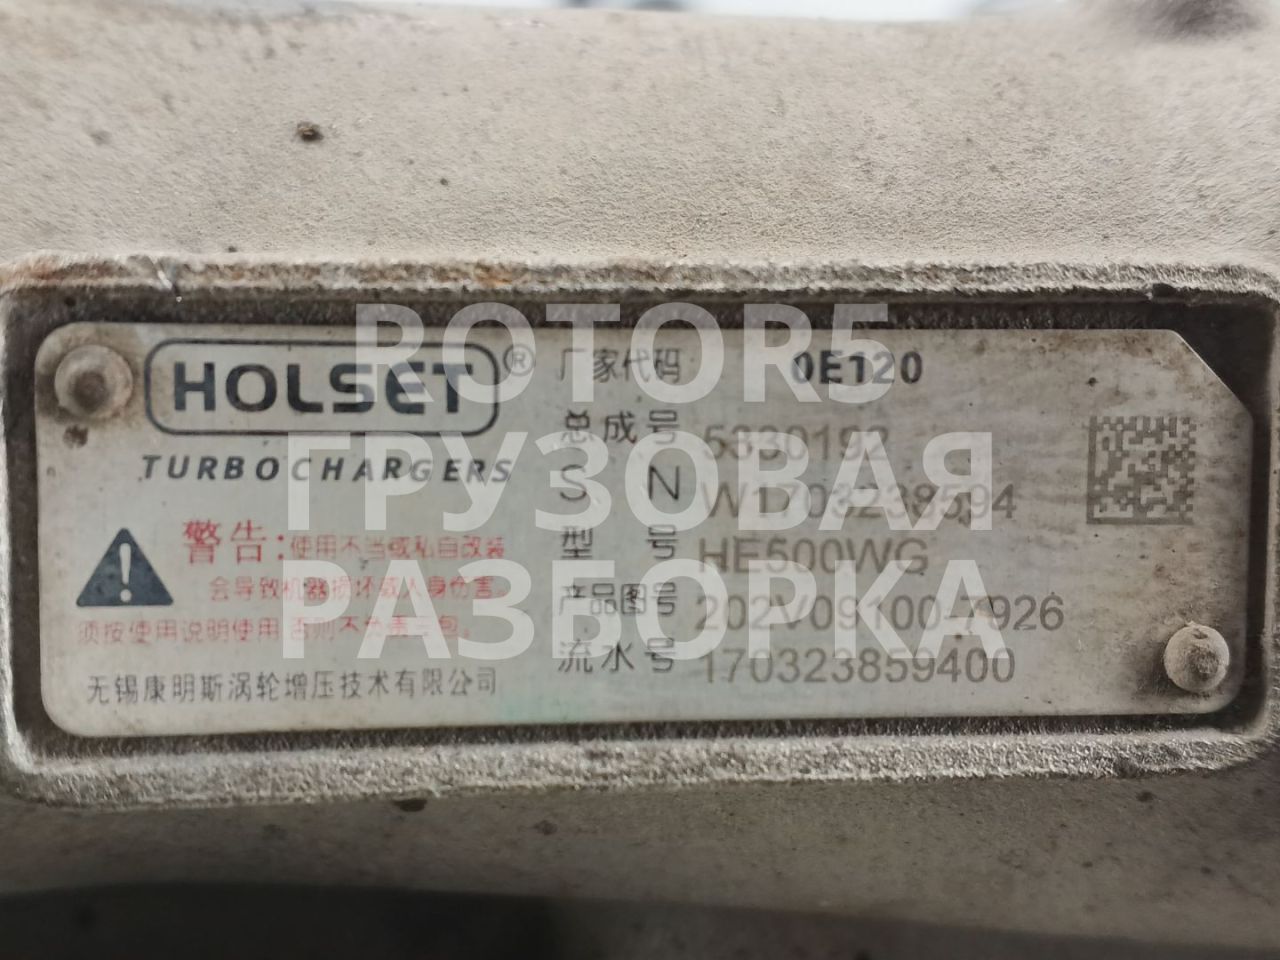 ROTOR5
ГРУЗОВАЯ
РАЗБОРКА
HOLSET®
TURBOCHARGERS
警告:使用不当或私自改装
会导致机器损坏或人身伤害。
须按使用说明使用 否则不负责三包。
无锡康明斯涡轮增压技术有限公司
厂家代码 0E120
总成号 5330192
S N W1703238594
型 号 HE500WG
产品图号 202V09100-7926
流水号 170323859400